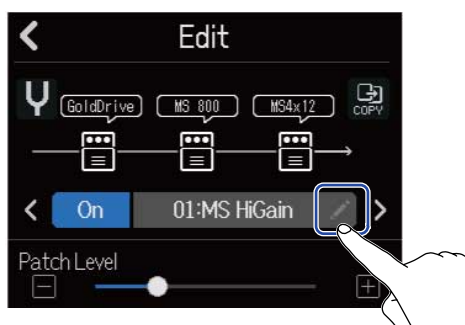 Edit
GoldDrive MS 800 MS4x12 COPY
On 01:MS HiGain
Patch Level